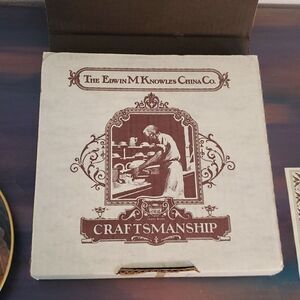 The Edwin M. Knowles China Co.
CRAFTSMANSHIP